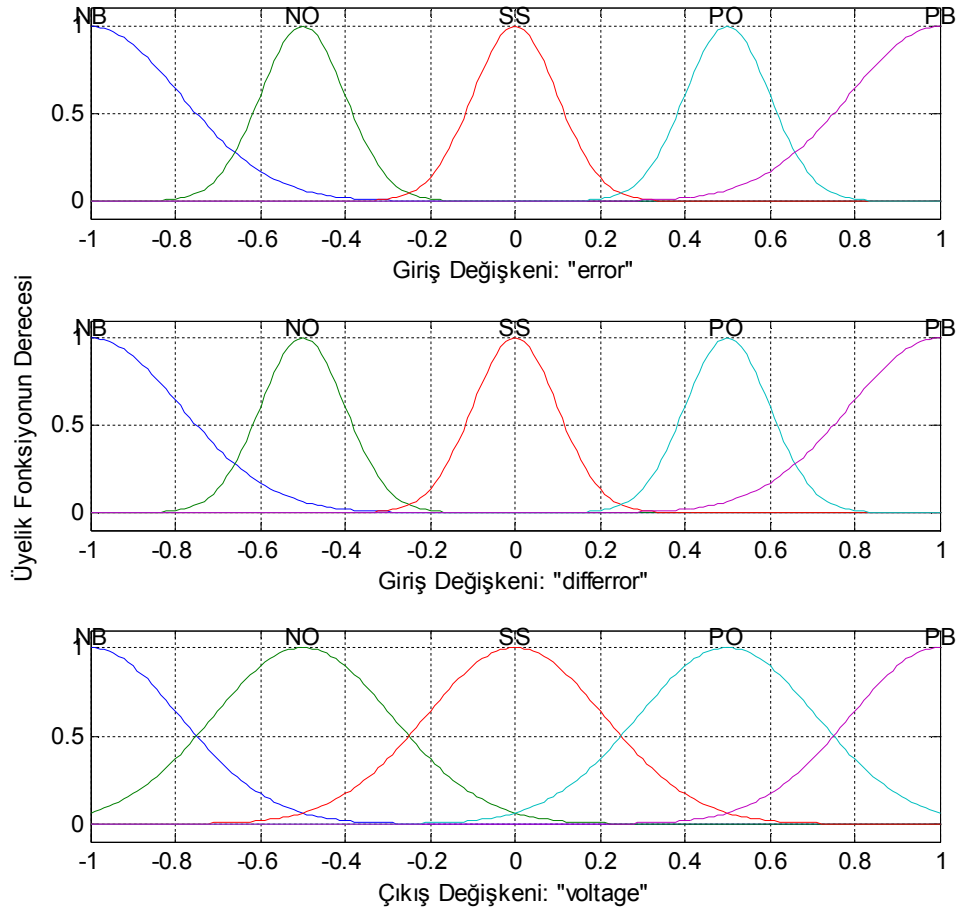 NB NO SS PO PB
1
0.5
0
-1 -0.8 -0.6 -0.4 -0.2 0 0.2 0.4 0.6 0.8 1
Giriş Değişkeni: "error"
Üyelik Fonksiyonun Derecesi
NB NO SS PO PB
1
0.5
0
-1 -0.8 -0.6 -0.4 -0.2 0 0.2 0.4 0.6 0.8 1
Giriş Değişkeni: "differror"
NB NO SS PO PB
1
0.5
0
-1 -0.8 -0.6 -0.4 -0.2 0 0.2 0.4 0.6 0.8 1
Çıkış Değişkeni: "voltage"